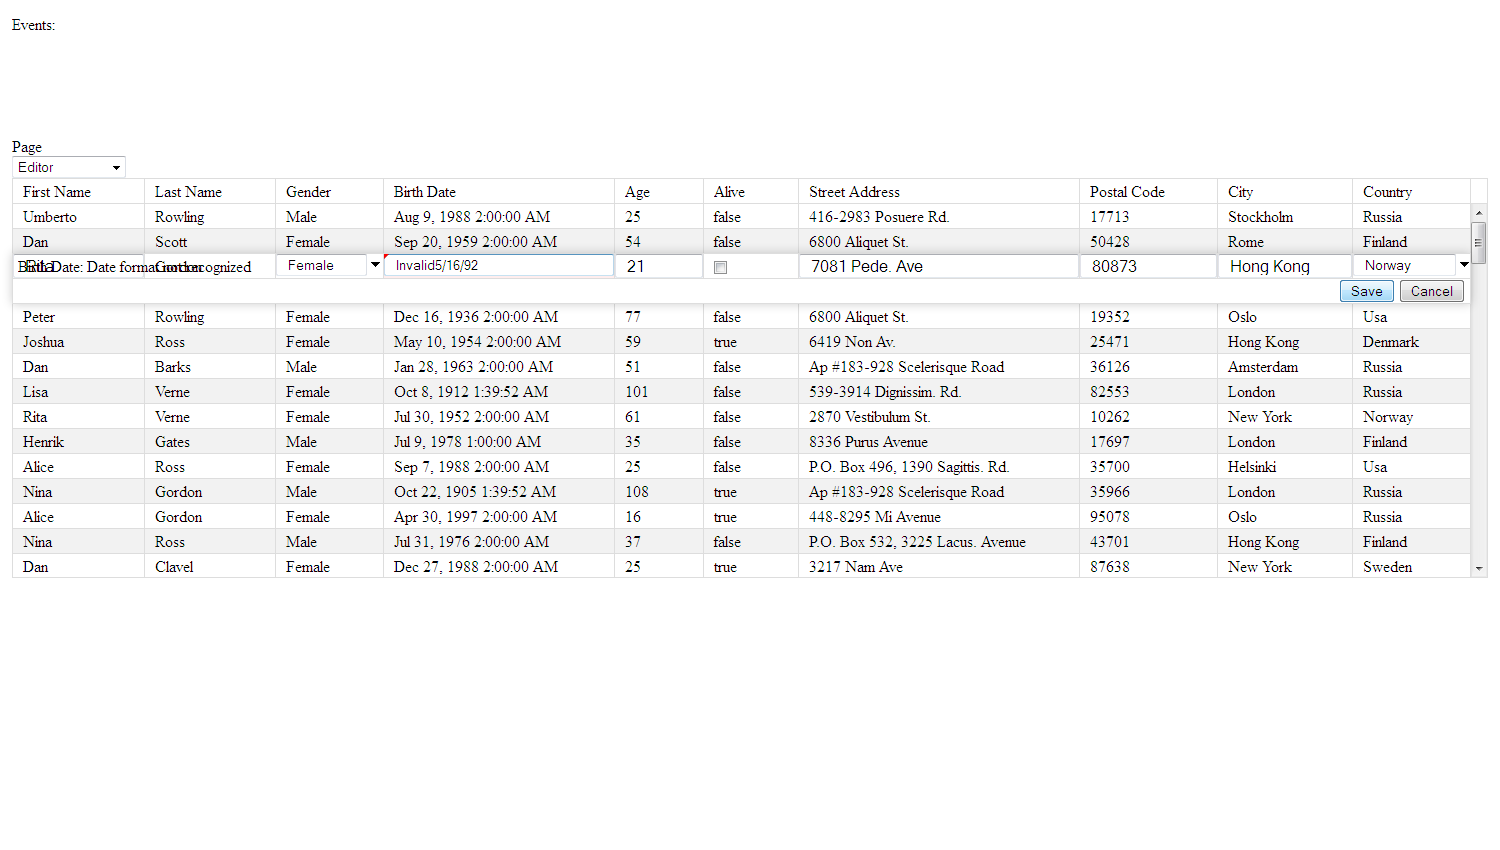 Events:
Page
Editor
First Name Last Name Gender Birth Date Age Alive Street Address Postal Code City Country
Umberto Rowling Male Aug 9, 1988 2:00:00 AM 25 false 416-2983 Posuere Rd. 17713 Stockholm Russia
Dan Scott Female Sep 20, 1959 2:00:00 AM 54 false 6800 Aliquet St. 50428 Rome Finland
Birth Date: Date format not recognized Rita Gordon Female Invalid5/16/92 21 7081 Pede. Ave 80873 Hong Kong Norway
Save Cancel
Peter Rowling Female Dec 16, 1936 2:00:00 AM 77 false 6800 Aliquet St. 19352 Oslo Usa
Joshua Ross Female May 10, 1954 2:00:00 AM 59 true 6419 Non Av. 25471 Hong Kong Denmark
Dan Barks Male Jan 28, 1963 2:00:00 AM 51 false Ap #183-928 Scelerisque Road 36126 Amsterdam Russia
Lisa Verne Female Oct 8, 1912 1:39:52 AM 101 false 539-3914 Dignissim. Rd. 82553 London Russia
Rita Verne Female Jul 30, 1952 2:00:00 AM 61 false 2870 Vestibulum St. 10262 New York Norway
Henrik Gates Male Jul 9, 1978 1:00:00 AM 35 false 8336 Purus Avenue 17697 London Finland
Alice Ross Female Sep 7, 1988 2:00:00 AM 25 false P.O. Box 496, 1390 Sagittis. Rd. 35700 Helsinki Usa
Nina Gordon Male Oct 22, 1905 1:39:52 AM 108 true Ap #183-928 Scelerisque Road 35966 London Russia
Alice Gordon Female Apr 30, 1997 2:00:00 AM 16 true 448-8295 Mi Avenue 95078 Oslo Russia
Nina Ross Male Jul 31, 1976 2:00:00 AM 37 false P.O. Box 532, 3225 Lacus. Avenue 43701 Hong Kong Finland
Dan Clavel Female Dec 27, 1988 2:00:00 AM 25 true 3217 Nam Ave 87638 New York Sweden